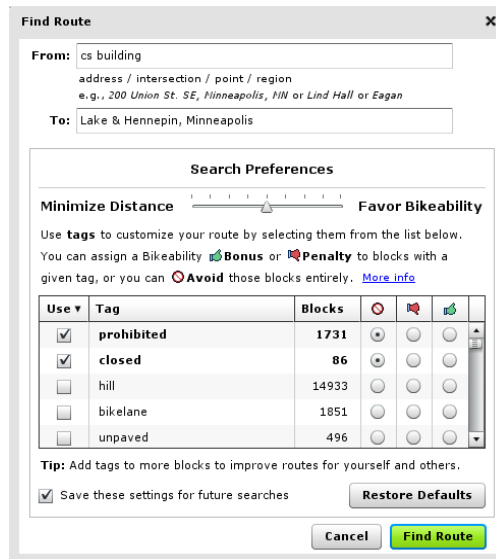 Find Route
From: cs building
address / intersection / point / region
e.g., 200 Union St. SE, Minneapolis, MN or Lind Hall or Eagan
To: Lake & Hennepin, Minneapolis
Search Preferences
Minimize Distance Favor Bikeability
Use tags to customize your route by selecting them from the list below.
You can assign a Bikeability Bonus or Penalty to blocks with a
given tag, or you can Avoid those blocks entirely. More info
Use Tag Blocks
prohibited 1731
closed 86
hill 14933
bikelane 1851
unpaved 496
Tip: Add tags to more blocks to improve routes for yourself and others.
Save these settings for future searches Restore Defaults
Cancel Find Route